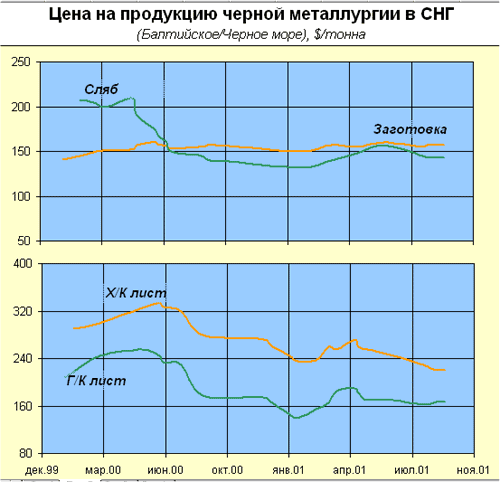 Цена на продукцию черной металлургии в СНГ
(Балтийское/Черное море), $/тонна
250
Сляб
200
Заготовка
150
100
50
400
Х/К лист
320
240
Г/К лист
160
80
дек.99 мар.00 июн.00 окт.00 янв.01 апр.01 июл.01 ноя.01